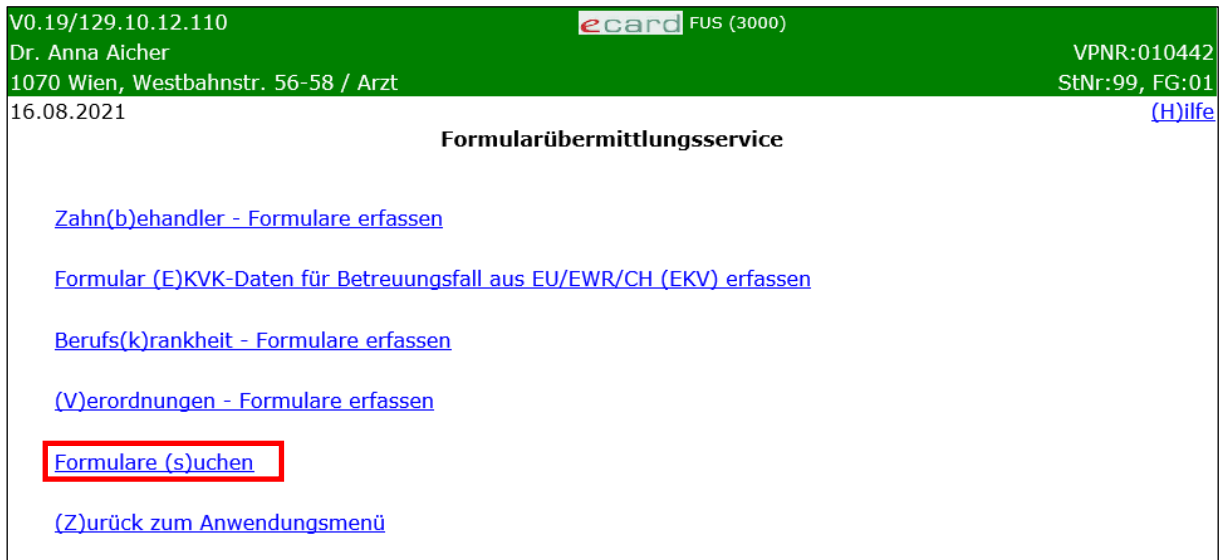 V0.19/129.10.12.110 ecard FUS (3000)
Dr. Anna Aicher VPNR:010442
1070 Wien, Westbahnstr. 56-58 / Arzt StNr:99, FG:01
16.08.2021 (H)ilfe
Formularübermittlungsservice
Zahn(b)ehandler - Formulare erfassen
Formular (E)KVK-Daten für Betreuungsfall aus EU/EWR/CH (EKV) erfassen
Berufs(k)rankheit - Formulare erfassen
(V)erordnungen - Formulare erfassen
Formulare (s)uchen
(Z)urück zum Anwendungsmenü